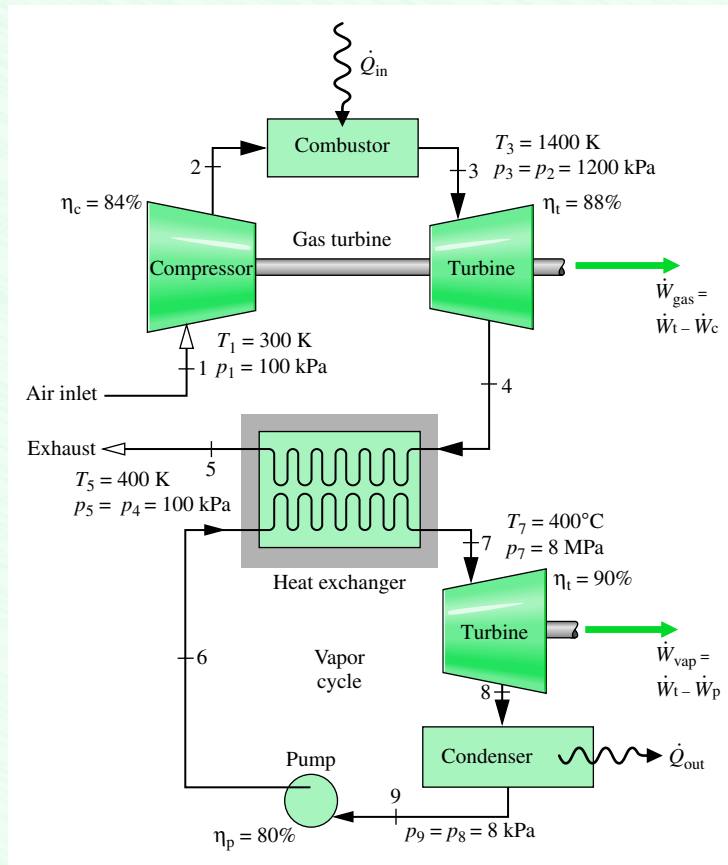 Q̇in
Combustor
T3 = 1400 K
p3 = p2 = 1200 kPa
2
3
ηc = 84%
ηt = 88%
Gas turbine
Compressor
Turbine
Ẇgas =
Ẇt – Ẇc
T1 = 300 K
p1 = 100 kPa
1
Air inlet
4
Exhaust
5
T5 = 400 K
p5 = p4 = 100 kPa
T7 = 400°C
p7 = 8 MPa
7
Heat exchanger
ηt = 90%
Turbine
Ẇvap =
Ẇt – Ẇp
6
Vapor
cycle
8
Condenser
Q̇out
Pump
9
p9 = p8 = 8 kPa
ηp = 80%